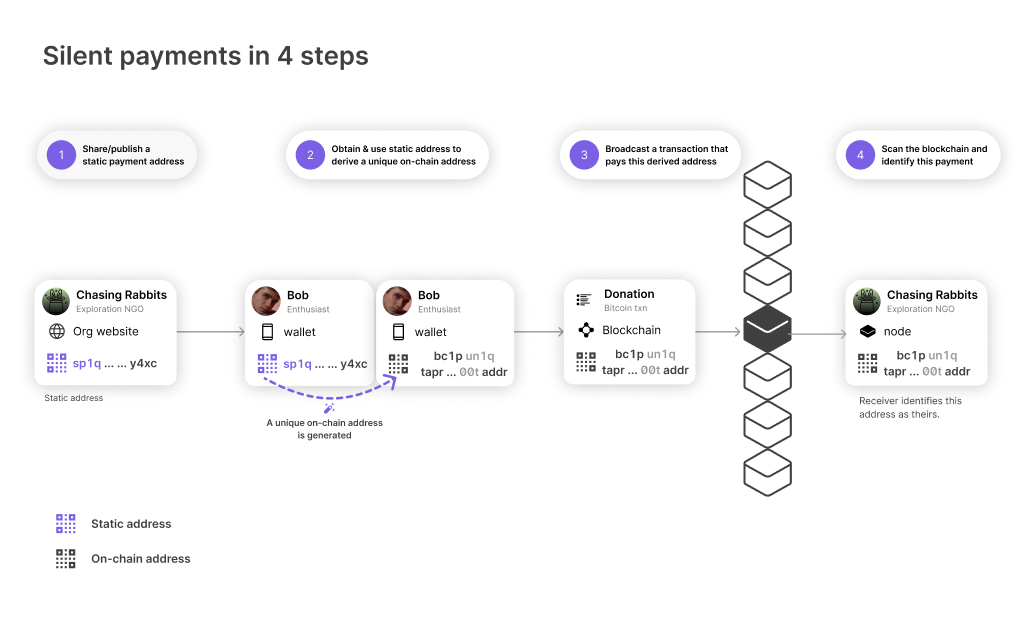 Silent payments in 4 steps
1
Share/publish a
static payment address
2
Obtain & use static address to
derive a unique on-chain address
3
Broadcast a transaction that
pays this derived address
4
Scan the blockchain and
identify this payment
Chasing Rabbits
Exploration NGO
Org website
sp1q ... ... y4xc
Static address
Bob
Enthusiast
wallet
sp1q ... ... y4xc
Bob
Enthusiast
wallet
bc1p un1q
tapr ... 00t addr
A unique on-chain address
is generated
Donation
Bitcoin txn
Blockchain
bc1p un1q
tapr ... 00t addr
Chasing Rabbits
Exploration NGO
node
bc1p un1q
tapr ... 00t addr
Receiver identifies this
address as theirs.
Static address
On-chain address